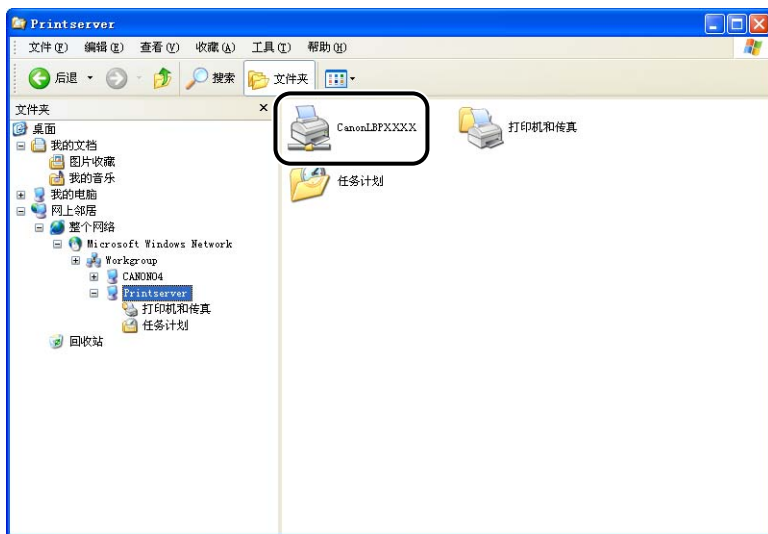 Printserver
文件(F) 编辑(E) 查看(V) 收藏(A) 工具(T) 帮助(H)
后退 搜索 文件夹
文件夹 ×
桌面
我的文档
图片收藏
我的音乐
我的电脑
网上邻居
整个网络
Microsoft Windows Network
Workgroup
CANON04
Printserver
打印机和传真
任务计划
回收站
CanonLBPXXXX
打印机和传真
任务计划